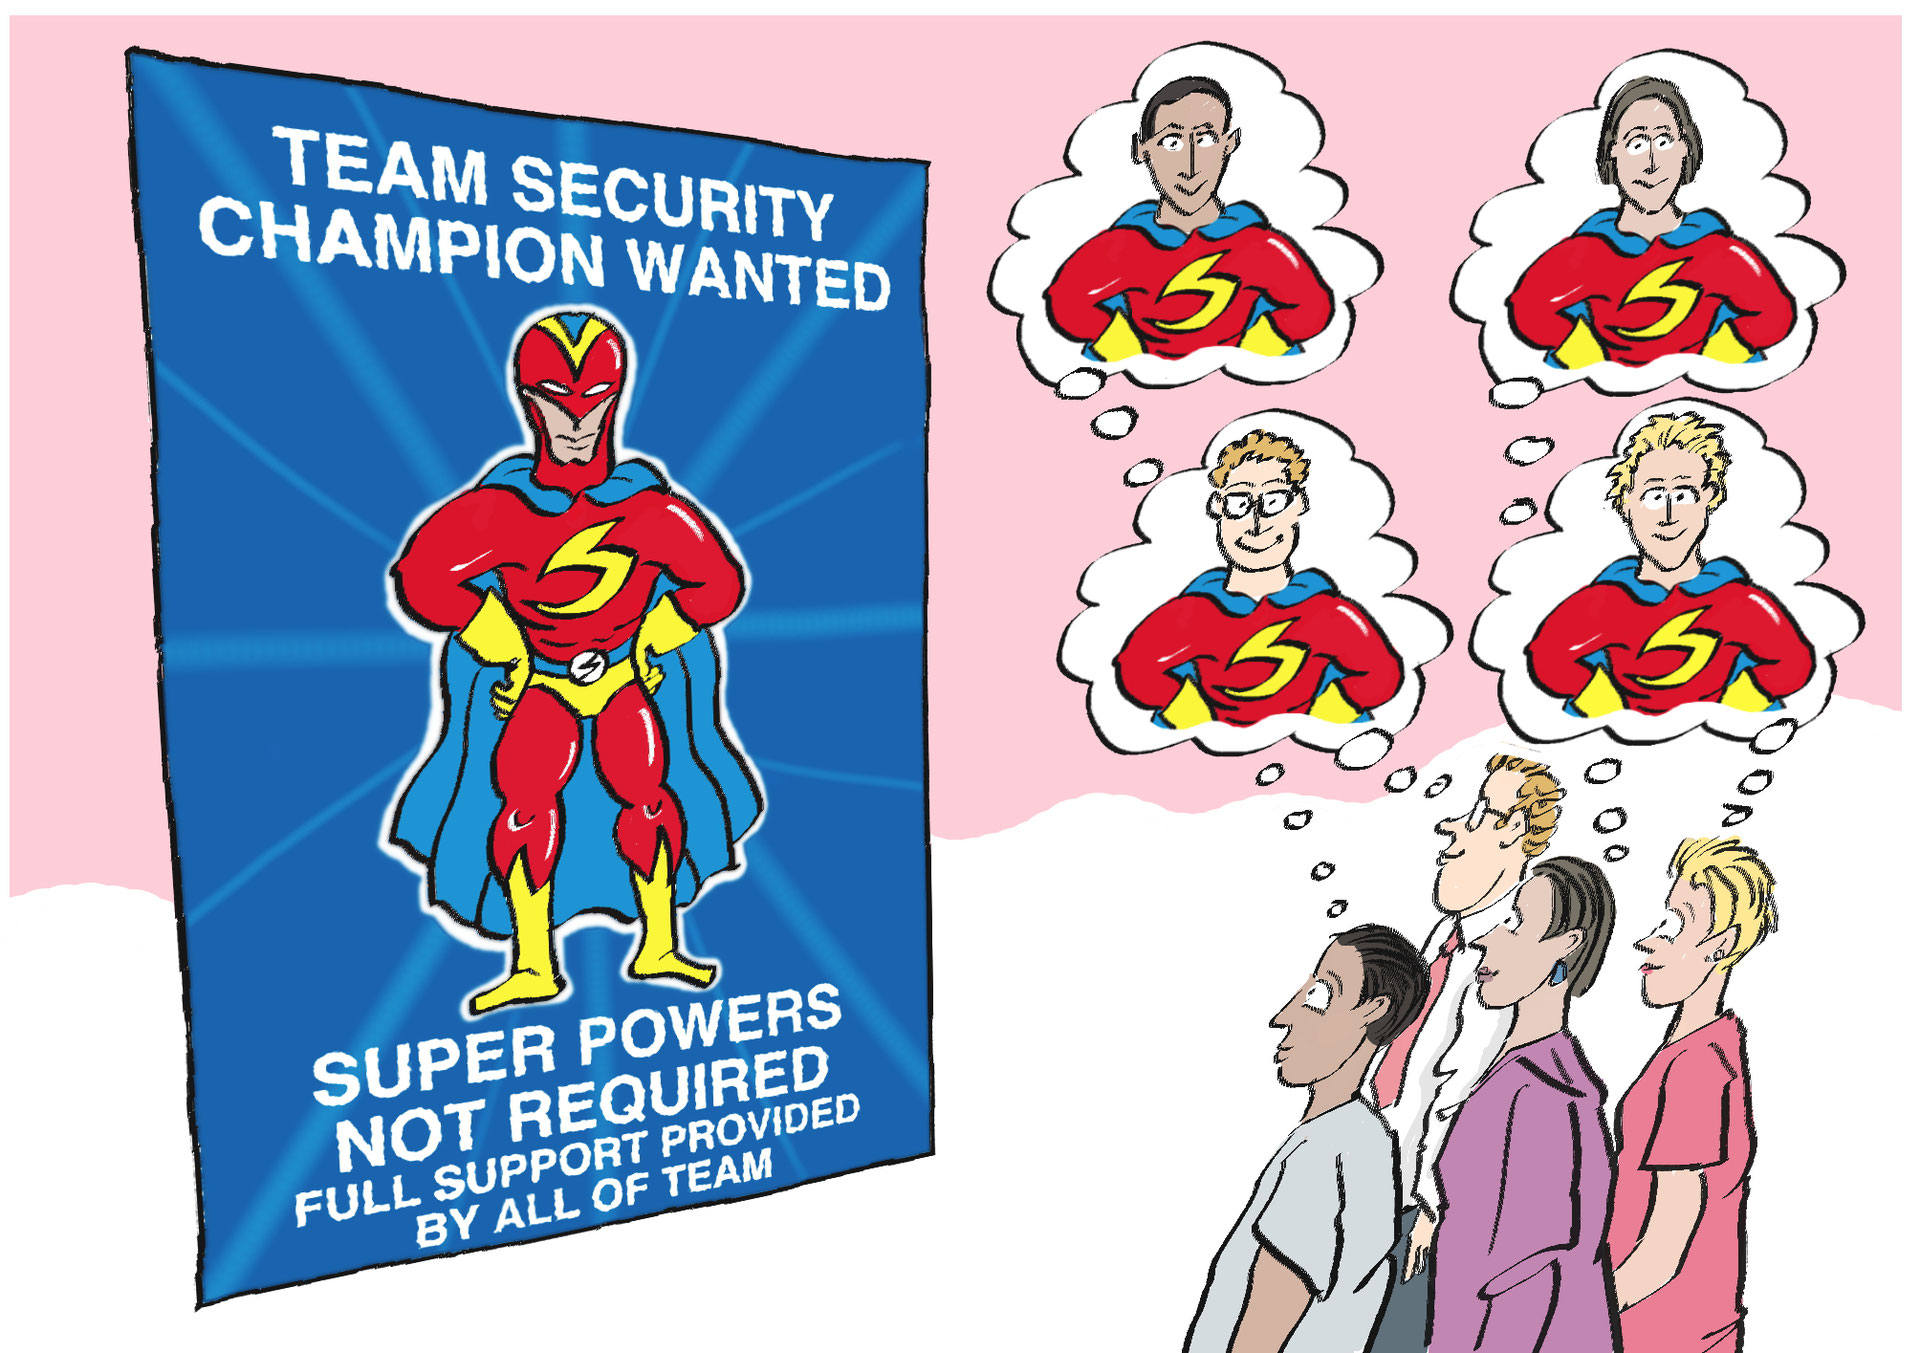 TEAM SECURITY
CHAMPION WANTED
S
S
SUPER POWERS
NOT REQUIRED
FULL SUPPORT PROVIDED
BY ALL OF TEAM
S
S
S
S